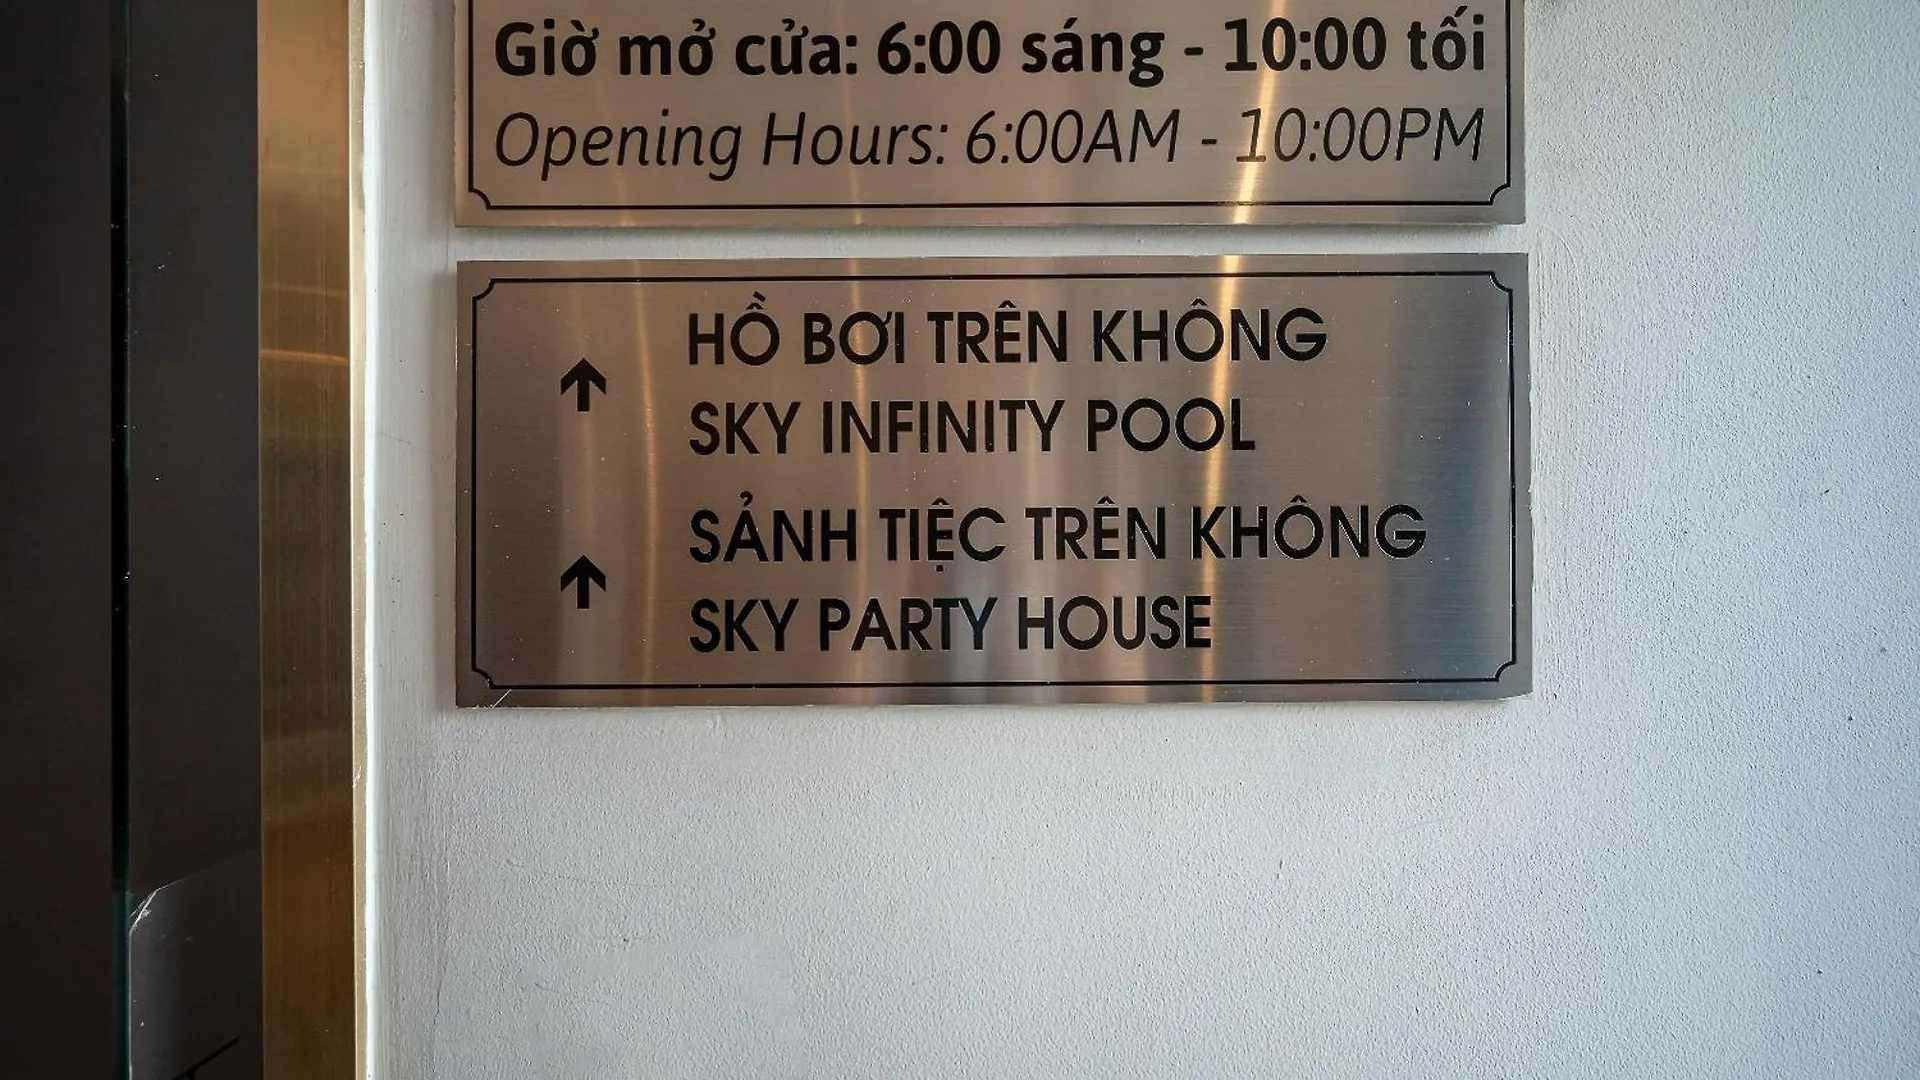 Giờ mở cửa: 6:00 sáng - 10:00 tối
Opening Hours: 6:00AM - 10:00PM
HỒ BƠI TRÊN KHÔNG
SKY INFINITY POOL
SẢNH TIỆC TRÊN KHÔNG
SKY PARTY HOUSE